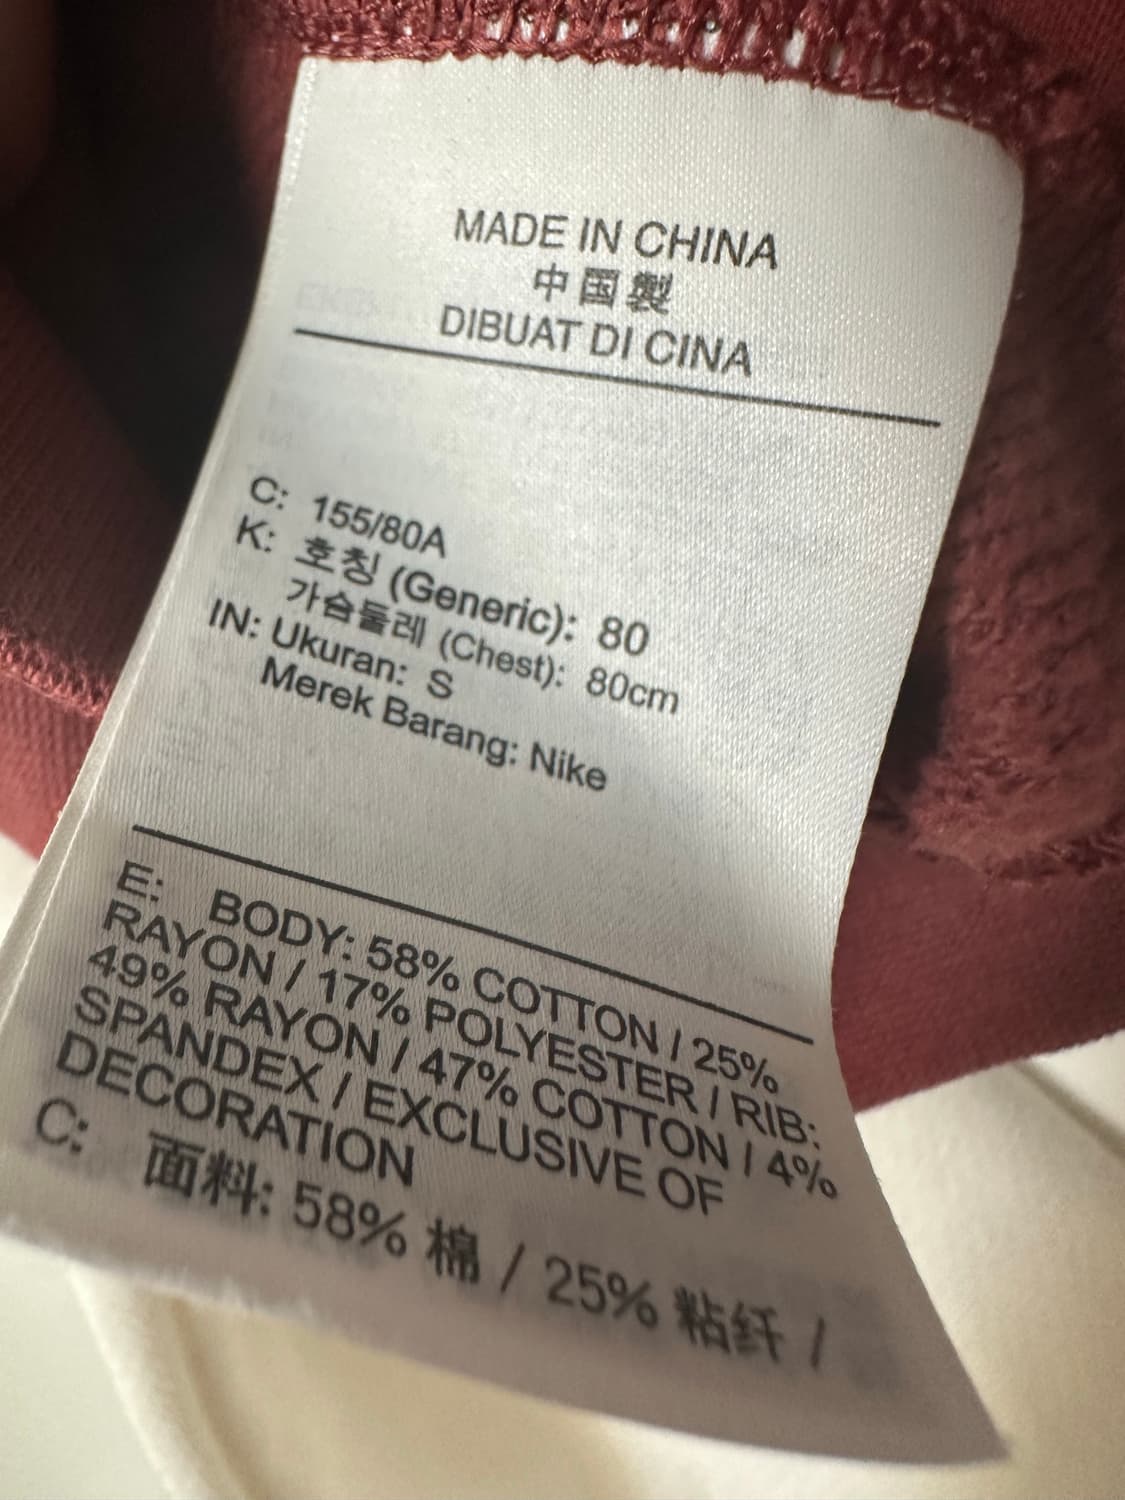 MADE IN CHINA
中国製
DIBUAT DI CINA
C: 155/80A
K: 호칭 (Generic): 80
가슴둘레 (Chest): 80cm
IN: Ukuran: S
Merek Barang: Nike
E: BODY: 58% COTTON / 25%
RAYON / 17% POLYESTER / RIB:
49% RAYON / 47% COTTON / 4%
SPANDEX / EXCLUSIVE OF
DECORATION
C: 面料: 58% 棉 / 25% 粘纤 /